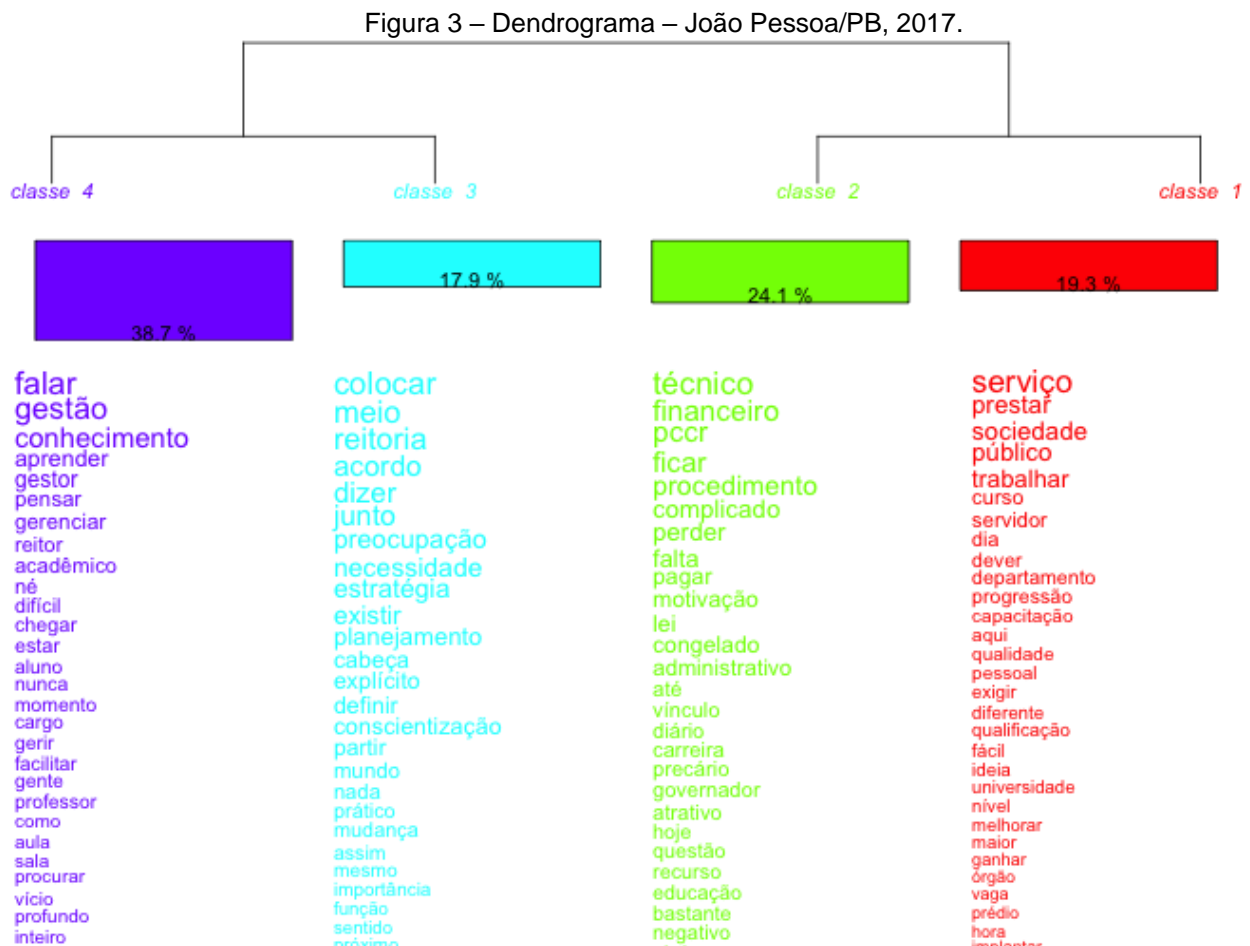 Figura 3 – Dendrograma – João Pessoa/PB, 2017.
classe 4
classe 3
classe 2
classe 1
38.7 %
17.9 %
24.1 %
19.3 %
falar
gestão
conhecimento
aprender
gestor
pensar
gerenciar
reitor
acadêmico
né
difícil
chegar
estar
aluno
nunca
momento
cargo
gerir
facilitar
gente
professor
como
aula
sala
procurar
vício
profundo
inteiro
colocar
meio
reitoria
acordo
dizer
junto
preocupação
necessidade
estratégia
existir
planejamento
cabeça
explícito
definir
conscientização
partir
mundo
nada
prático
mudança
assim
mesmo
importância
função
sentido
próximo
técnico
financeiro
pccr
ficar
procedimento
complicado
perder
falta
pagar
motivação
lei
congelado
administrativo
até
vínculo
diário
carreira
precário
governador
atrativo
hoje
questão
recurso
educação
bastante
negativo
serviço
prestar
sociedade
público
trabalhar
curso
servidor
dia
dever
departamento
progressão
capacitação
aqui
qualidade
pessoal
exigir
diferente
qualificação
fácil
ideia
universidade
nível
melhorar
maior
ganhar
órgão
vaga
prédio
hora
implantar